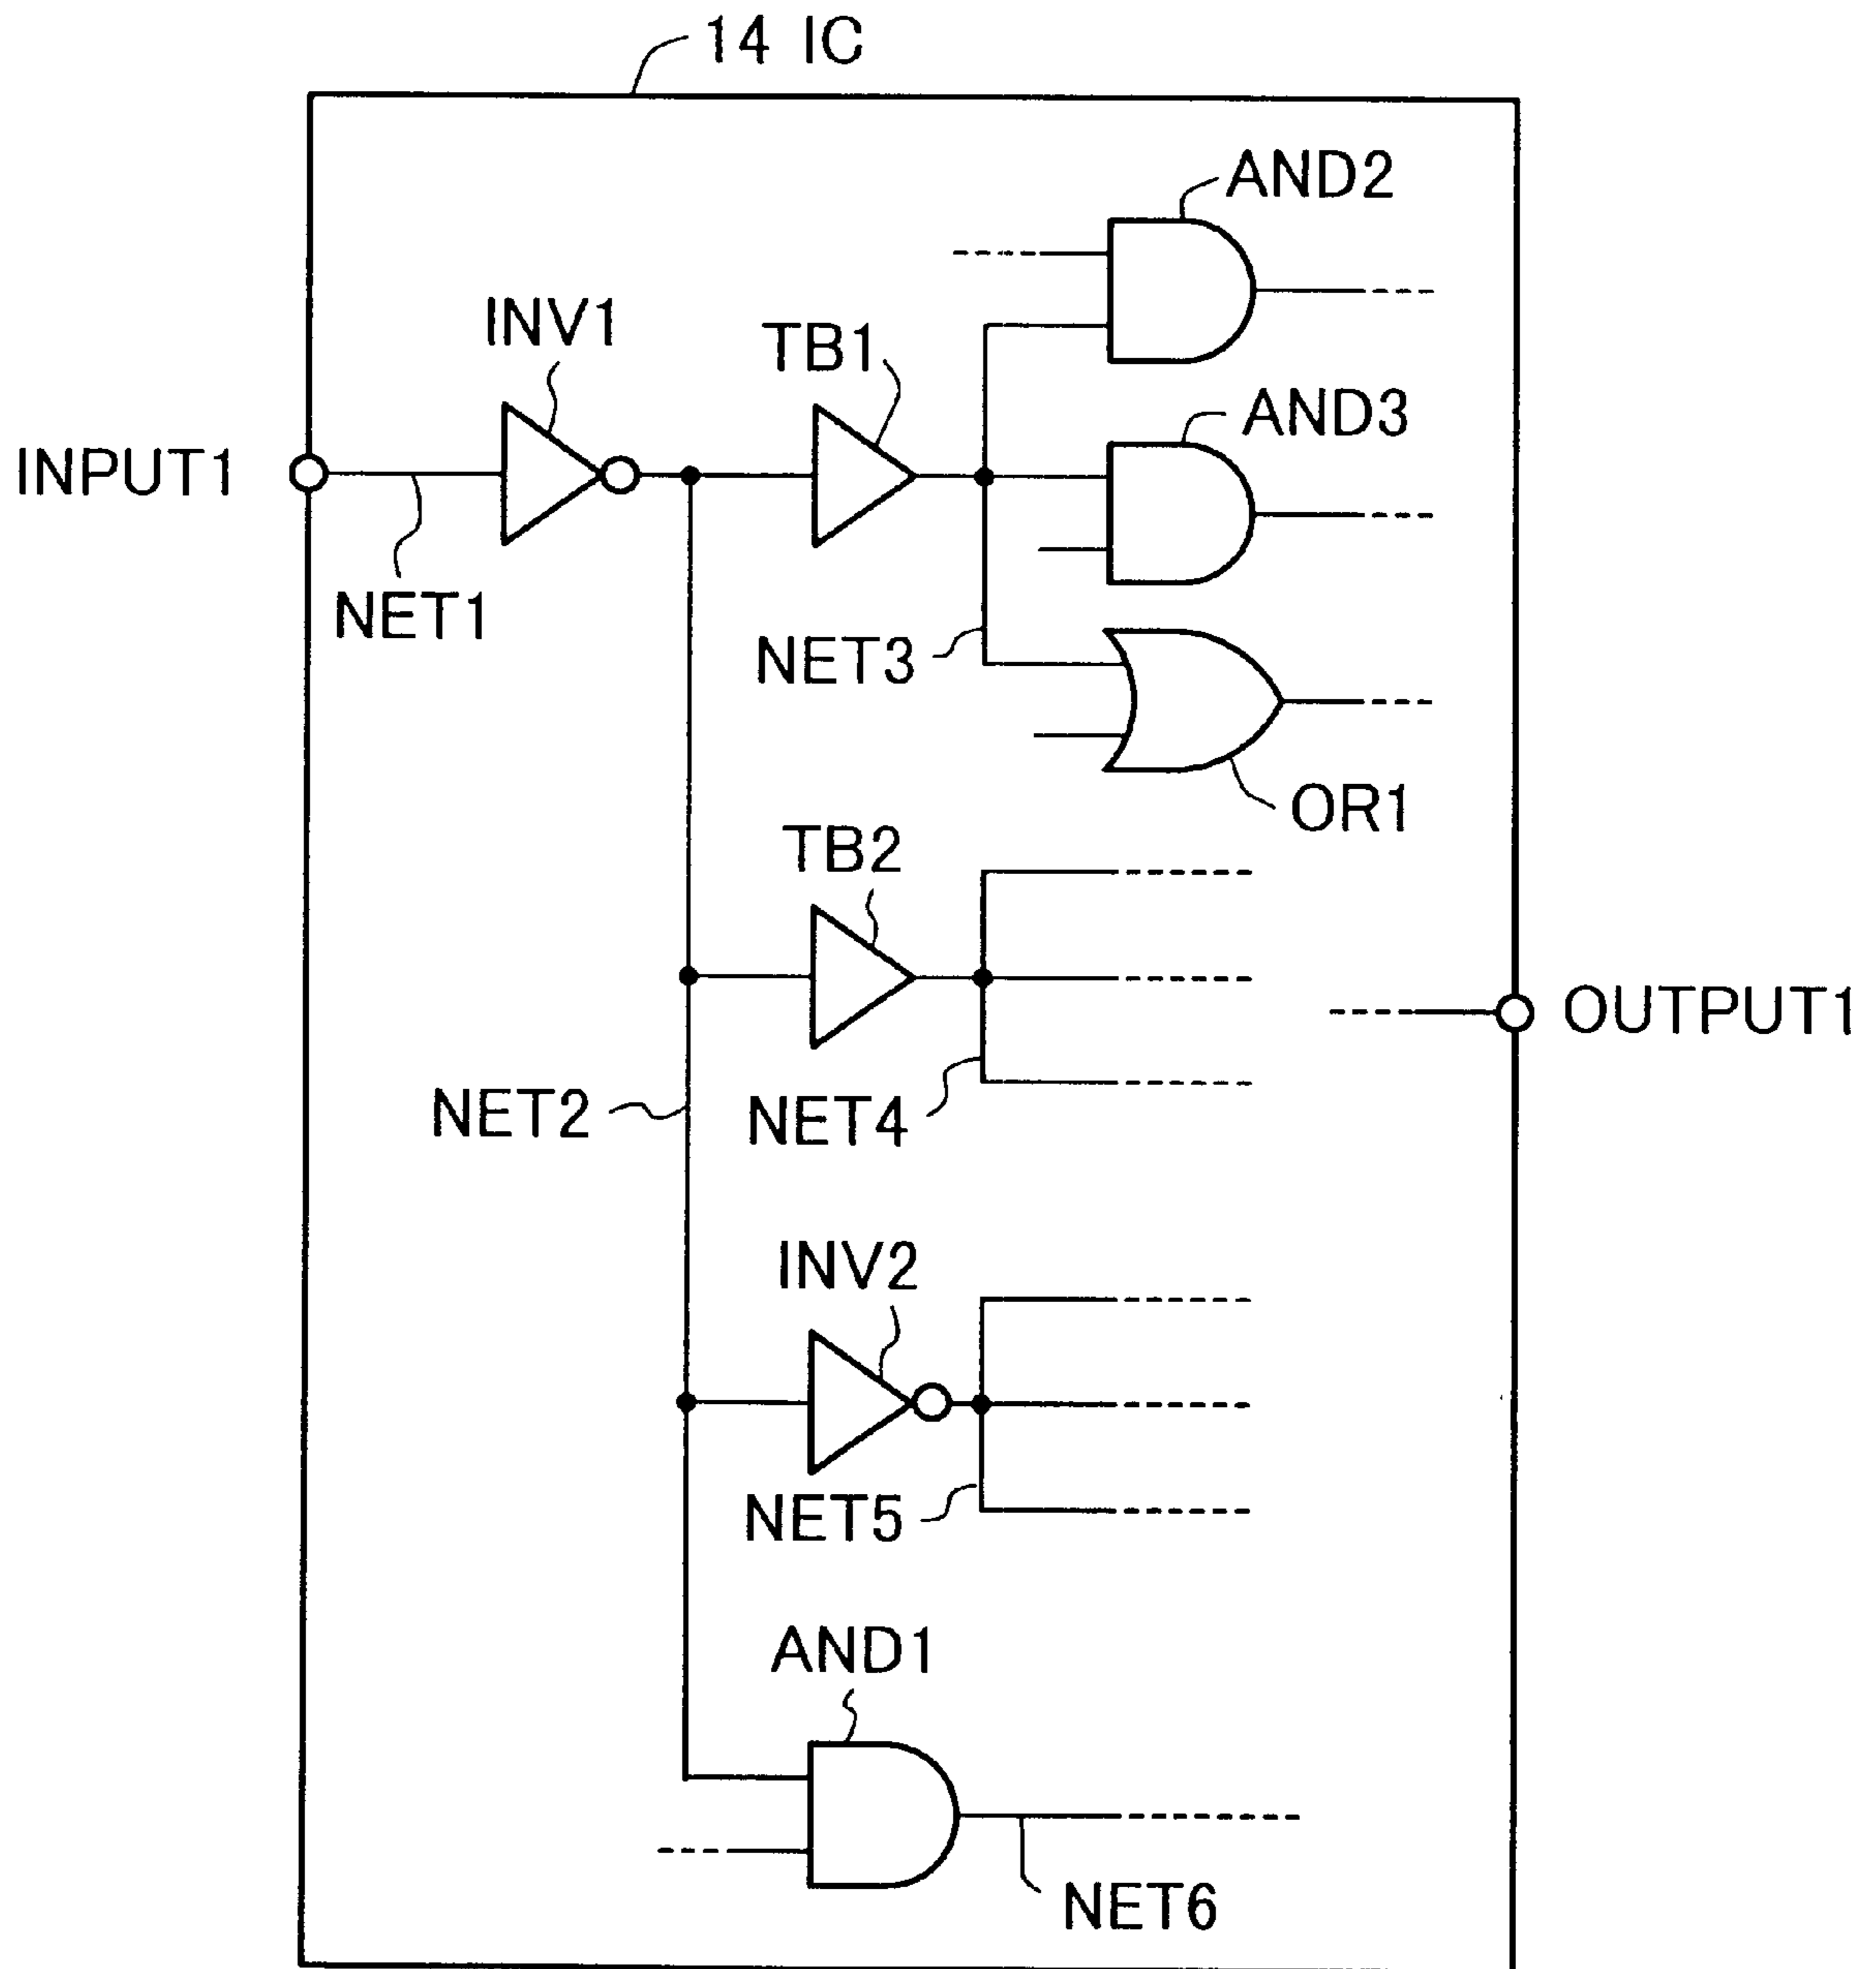 14 IC
AND2
INV1
TB1
AND3
INPUT1
NET1
NET3
OR1
TB2
OUTPUT1
NET2
NET4
INV2
NET5
AND1
NET6